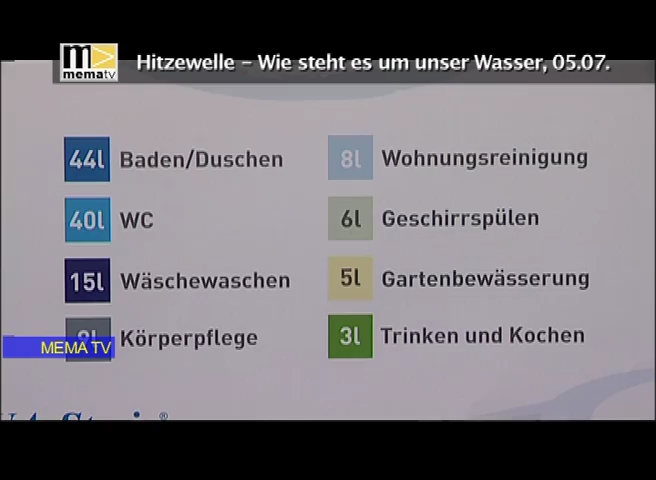 mema tv
Hitzewelle – Wie steht es um unser Wasser, 05.07.
44l Baden/Duschen
40l WC
15l Wäschewaschen
Körperpflege
8l Wohnungsreinigung
6l Geschirrspülen
5l Gartenbewässerung
3l Trinken und Kochen
MEMA TV